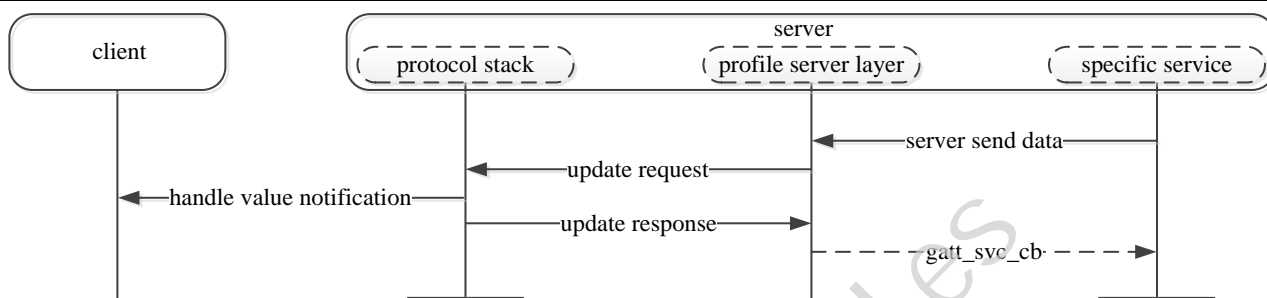 server
client
protocol stack
profile server layer
specific service
server send data
update request
handle value notification
update response
gatt_svc_cb
les